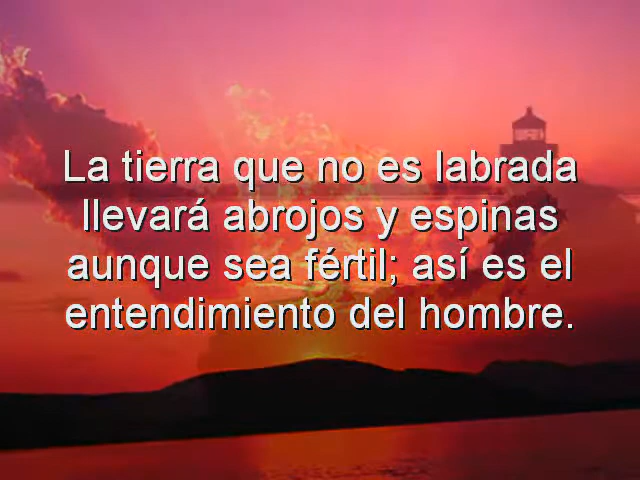 La tierra que no es labrada
llevará abrojos y espinas
aunque sea fértil; así es el
entendimiento del hombre.